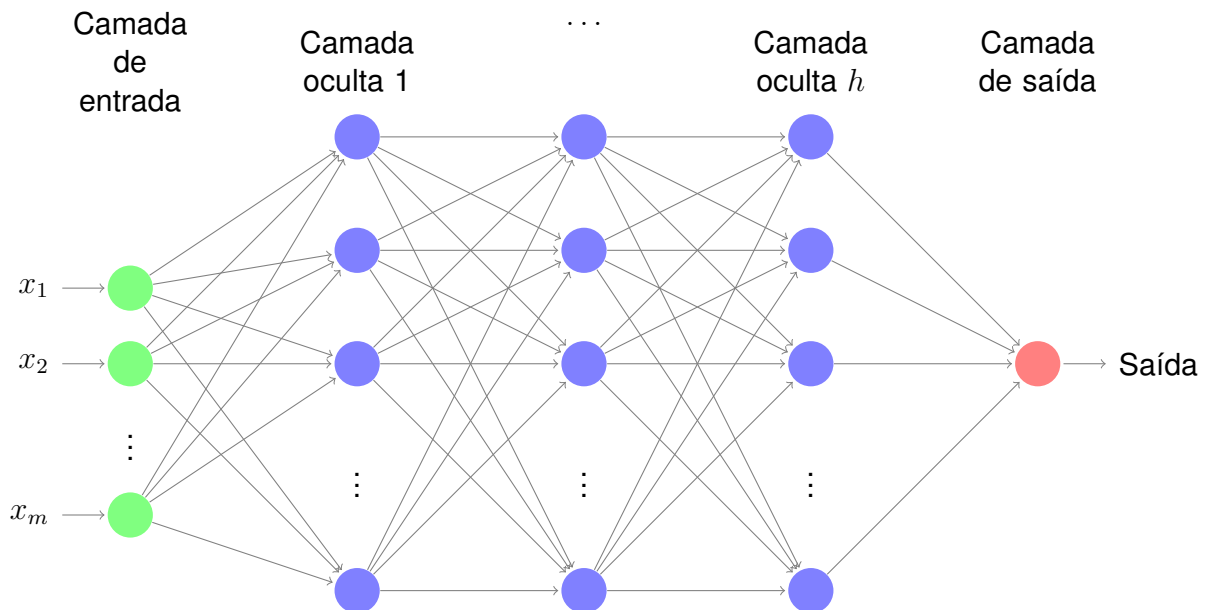 Camada
de
entrada
Camada
oculta 1
. . .
Camada
oculta h
Camada
de saída
x₁
x₂
⋮
xₘ
⋮
⋮
⋮
Saída